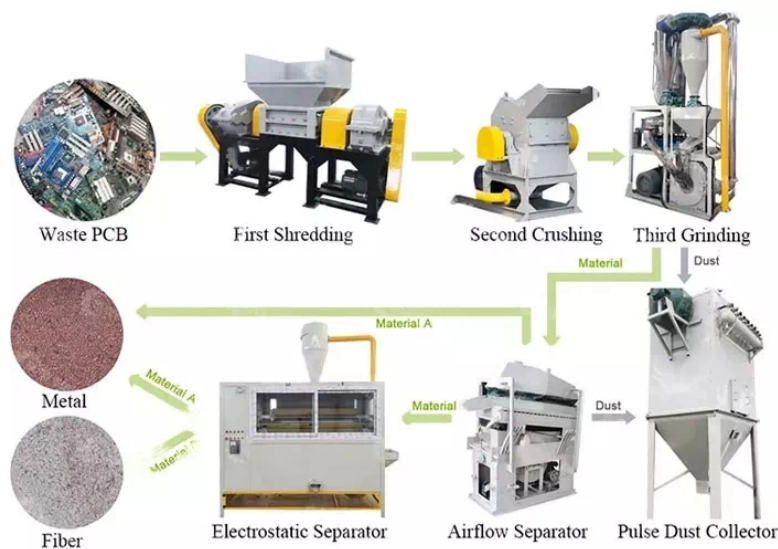 Waste PCB
First Shredding
Second Crushing
Third Grinding
Material
Dust
Material A
Material A
Metal
Material
Dust
Material
Fiber
Electrostatic Separator
Airflow Separator
Pulse Dust Collector